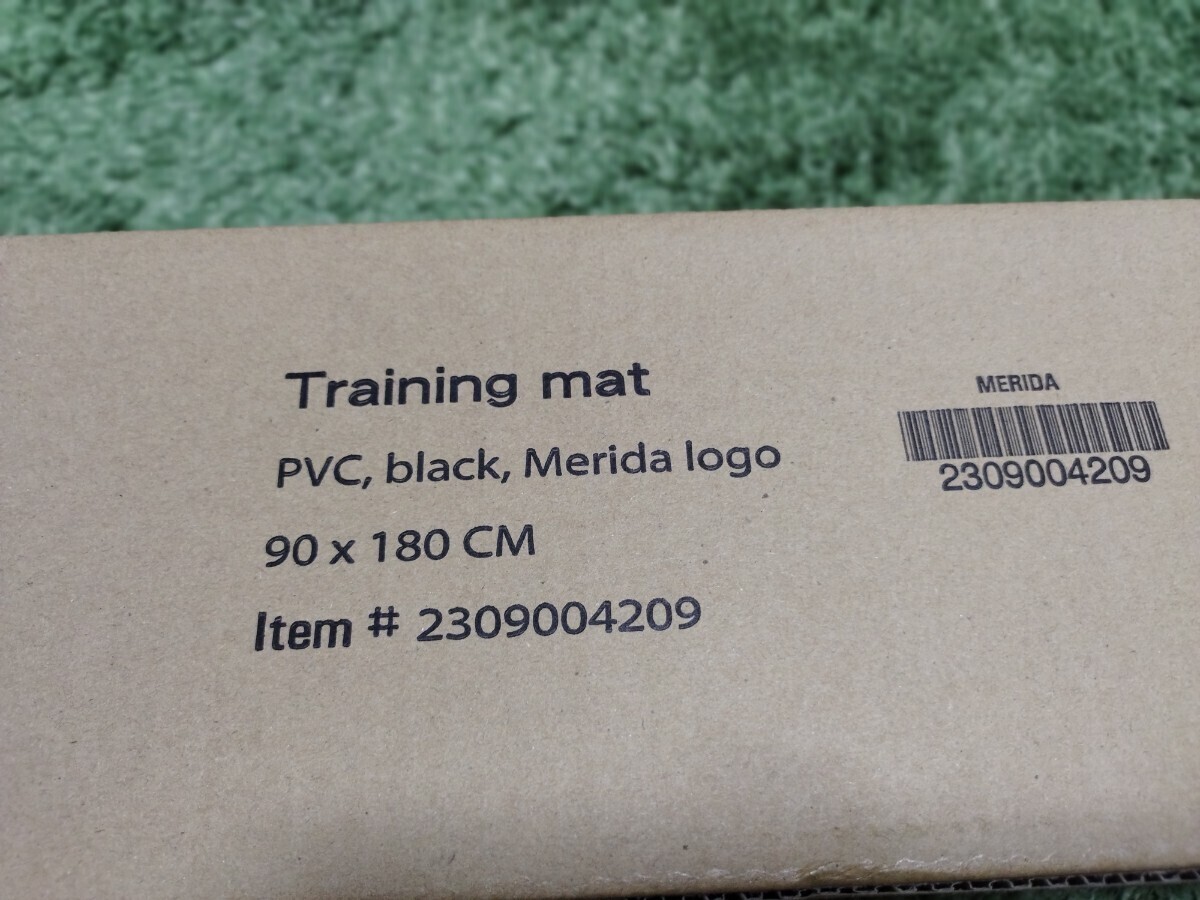 Training mat
PVC, black, Merida logo
90 x 180 CM
Item # 2309004209
MERIDA
2309004209